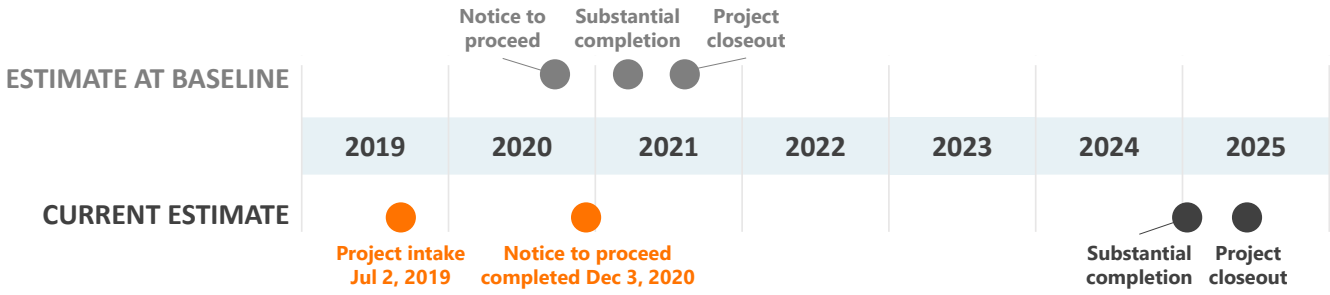 Notice to
proceed
Substantial
completion
Project
closeout
ESTIMATE AT BASELINE
2019
2020
2021
2022
2023
2024
2025
CURRENT ESTIMATE
Project intake
Jul 2, 2019
Notice to proceed
completed Dec 3, 2020
Substantial
completion
Project
closeout